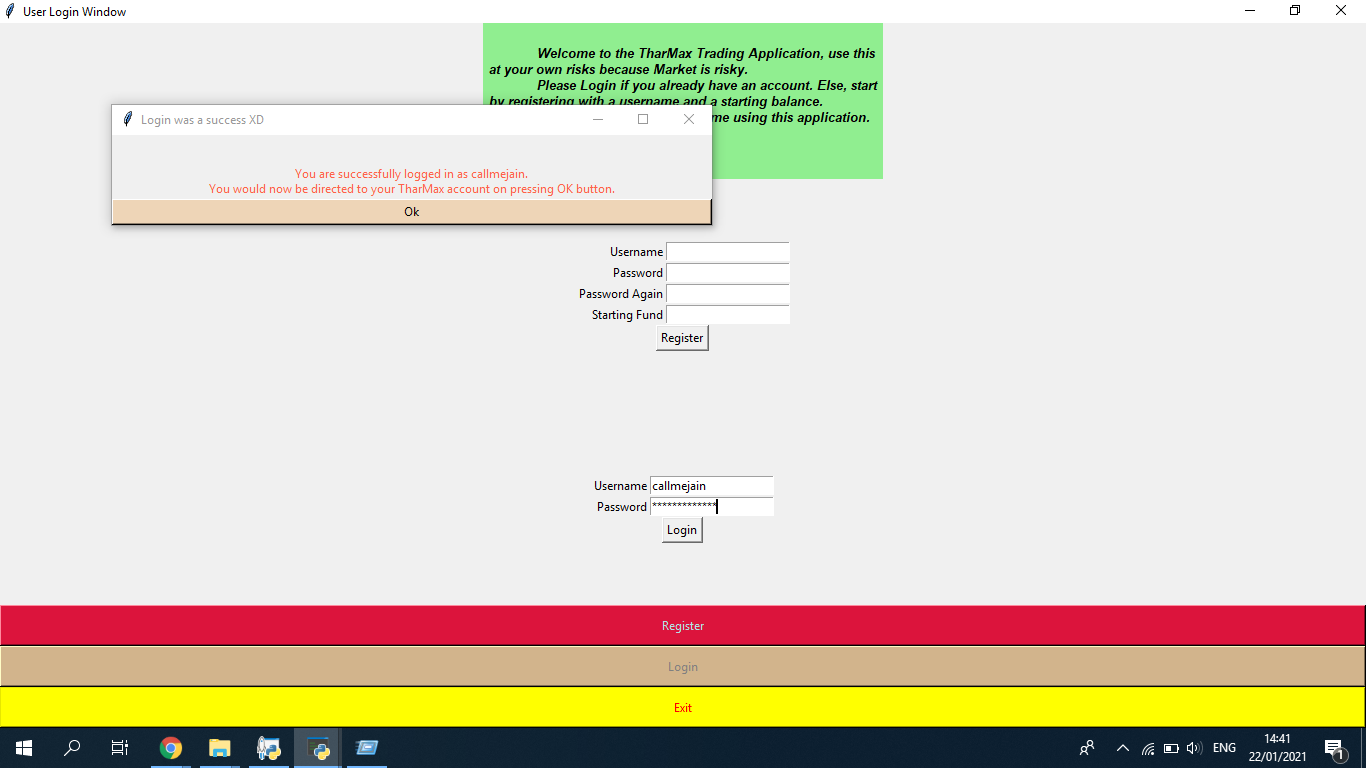 User Login Window
Welcome to the TharMax Trading Application, use this
at your own risks because Market is risky.
Please Login if you already have an account. Else, start
by registering with a username and a starting balance.
me using this application.
Login was a success XD
You are successfully logged in as callmejain.
You would now be directed to your TharMax account on pressing OK button.
Ok
Username
Password
Password Again
Starting Fund
Register
Username callmejain
Password *************
Login
Register
Login
Exit
ENG
14:41
22/01/2021
1